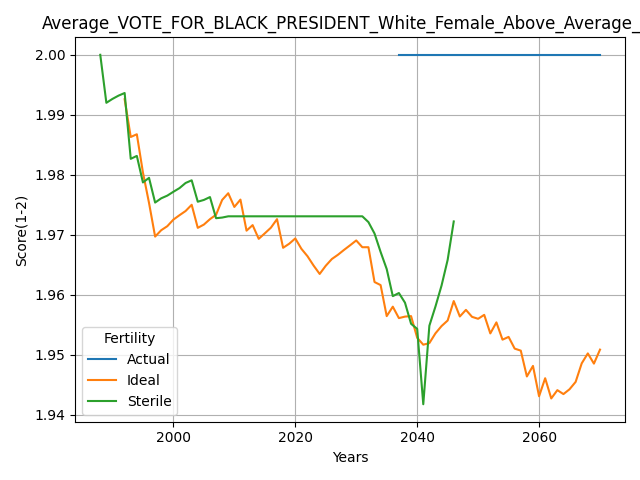 Average_VOTE_FOR_BLACK_PRESIDENT_White_Female_Above_Average_
2.00
1.99
1.98
1.97
1.96
1.95
1.94
Score(1-2)
Fertility
Actual
Ideal
Sterile
2000
2020
2040
2060
Years